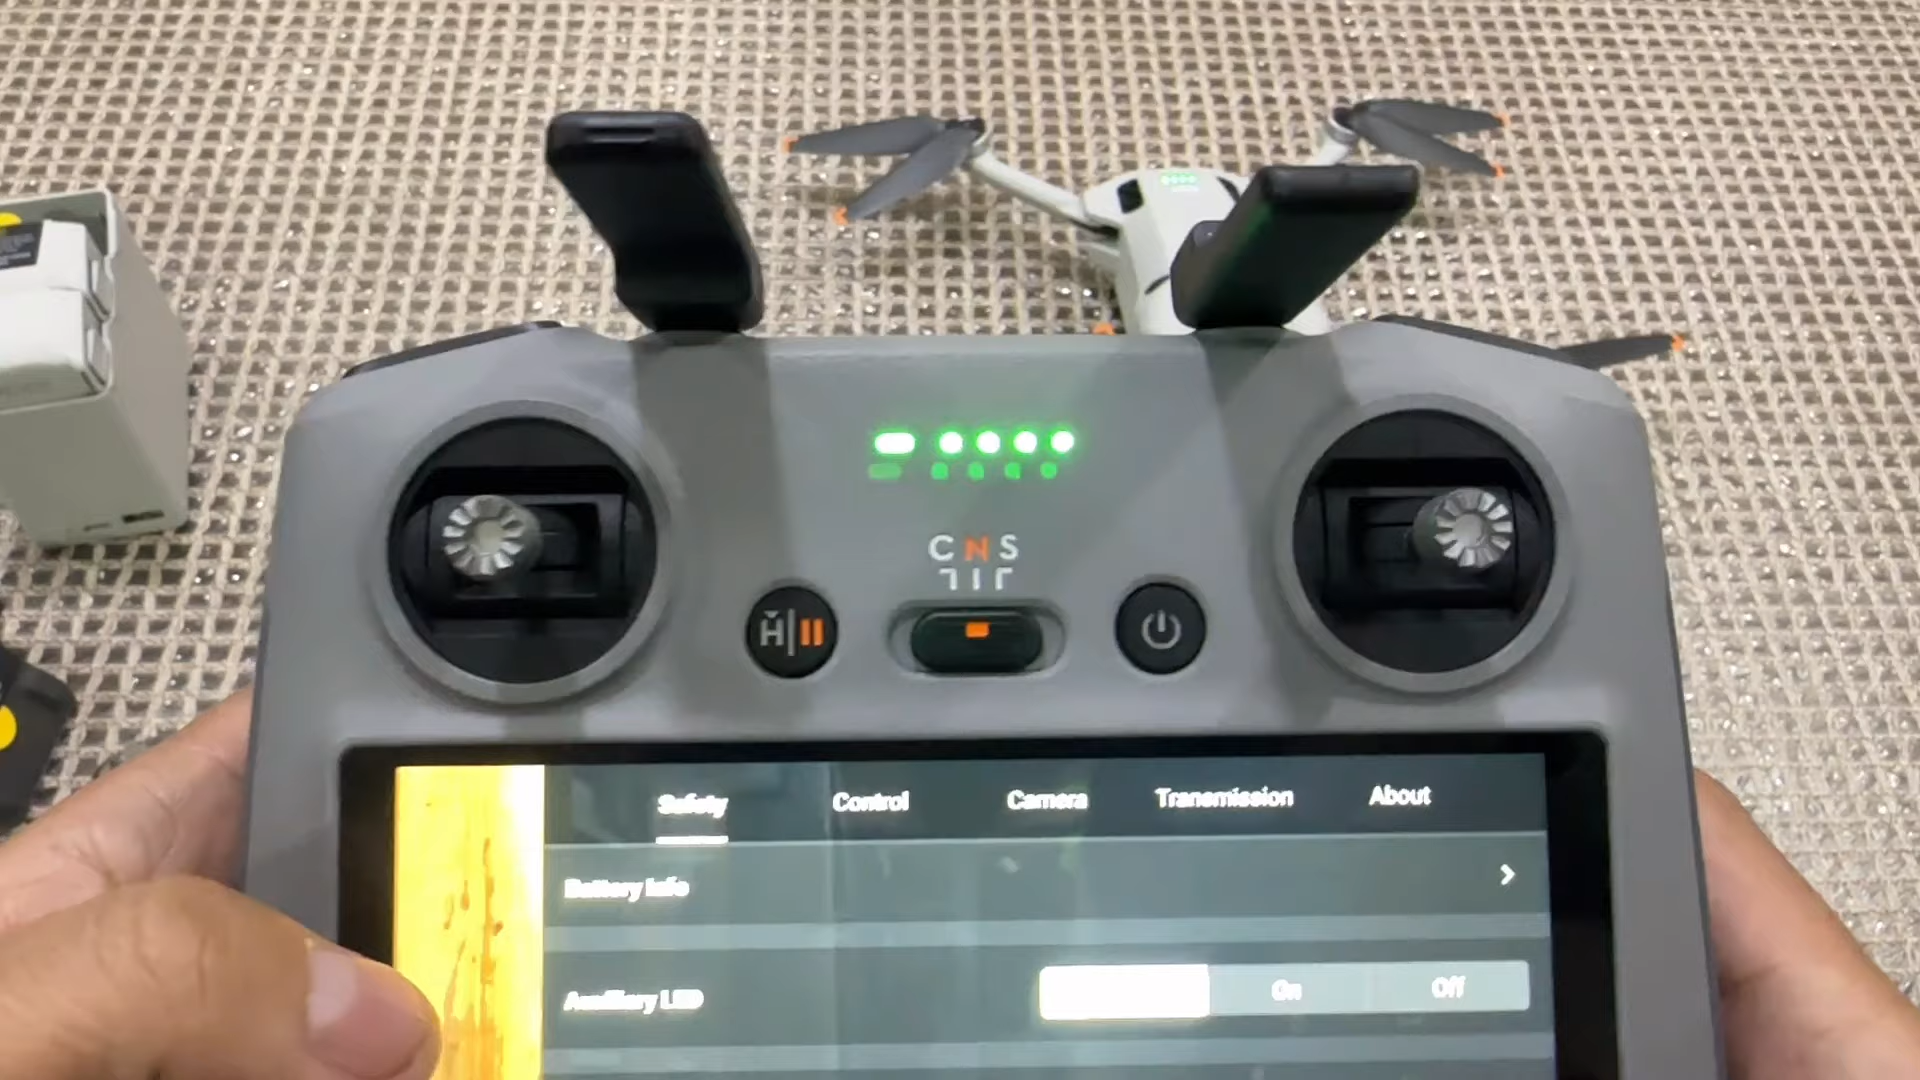 C N S
H
Safety Control Camera Transmission About
Battery Info
Auxiliary LED On Off